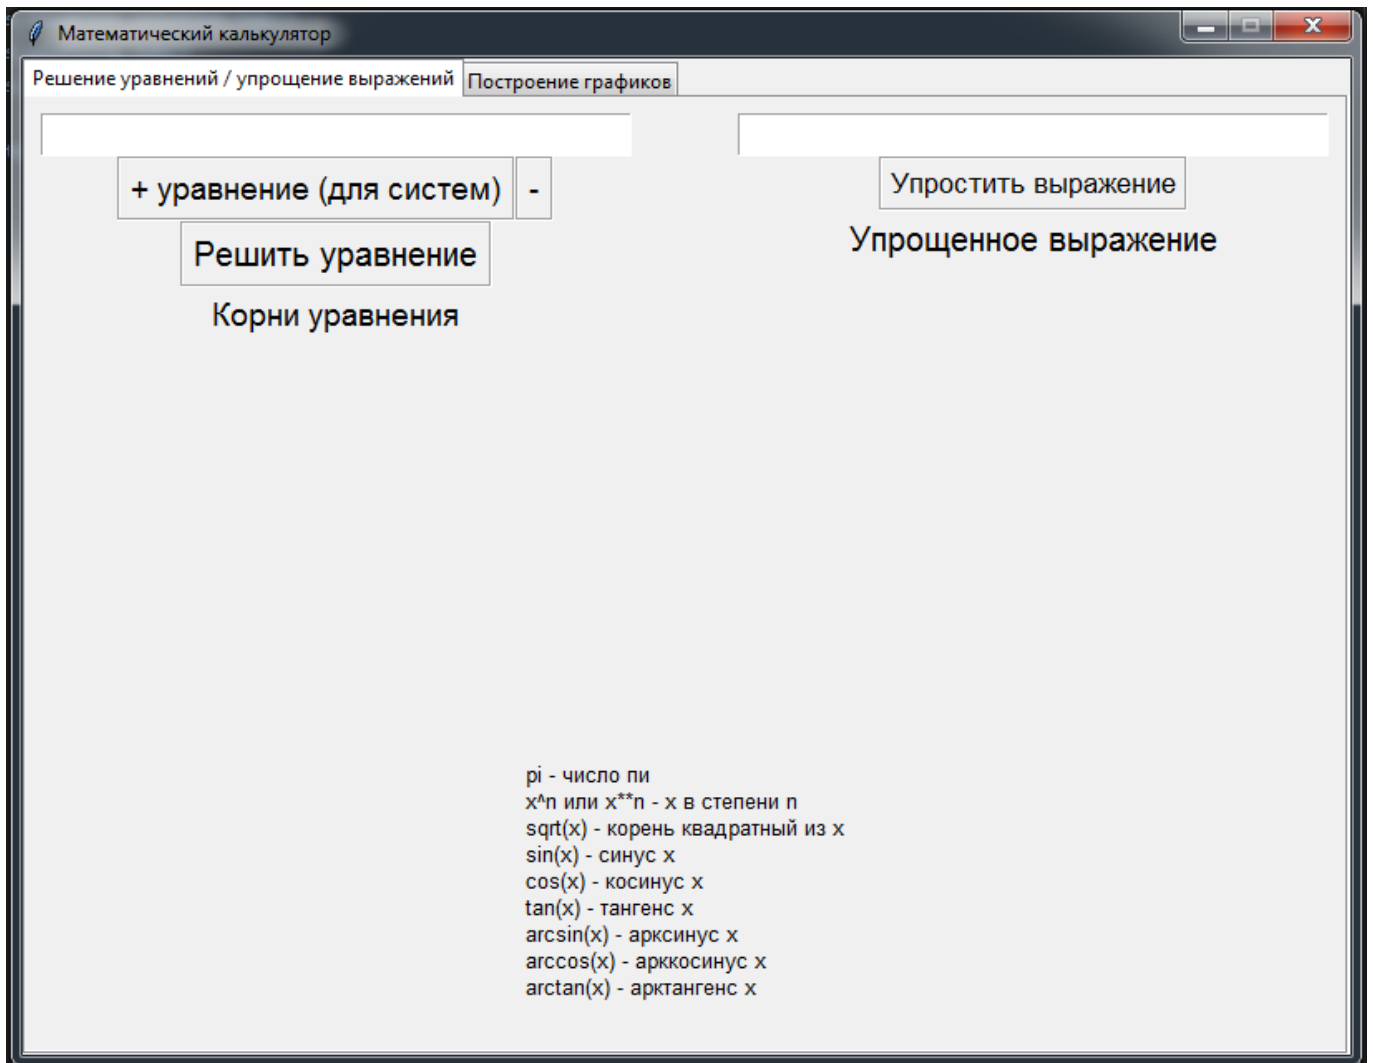 Математический калькулятор
Решение уравнений / упрощение выражений
Построение графиков
+ уравнение (для систем)
-
Решить уравнение
Корни уравнения
Упростить выражение
Упрощенное выражение
pi - число пи
x^n или x**n - x в степени n
sqrt(x) - корень квадратный из x
sin(x) - синус x
cos(x) - косинус x
tan(x) - тангенс x
arcsin(x) - арксинус x
arccos(x) - арккосинус x
arctan(x) - арктангенс x